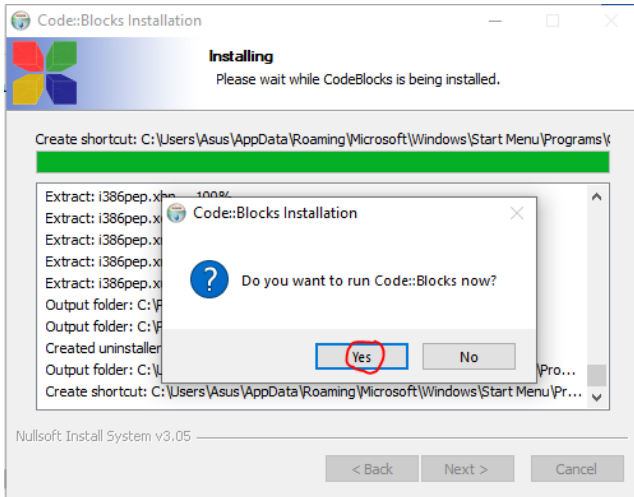 Code::Blocks Installation
Installing
Please wait while CodeBlocks is being installed.
Create shortcut: C:\Users\Asus\AppData\Roaming\Microsoft\Windows\Start Menu\Programs\
Extract: i386pep.xbn... 100%
Extract: i386pep.x
Extract: i386pep.x
Extract: i386pep.x
Extract: i386pep.x
Output folder: C:\
Output folder: C:\
Created uninstaller
Output folder: C:\ \Pro...
Create shortcut: C:\Users\Asus\AppData\Roaming\Microsoft\Windows\Start Menu\Pr...
Code::Blocks Installation
Do you want to run Code::Blocks now?
Yes No
Nullsoft Install System v3.05
< Back Next > Cancel